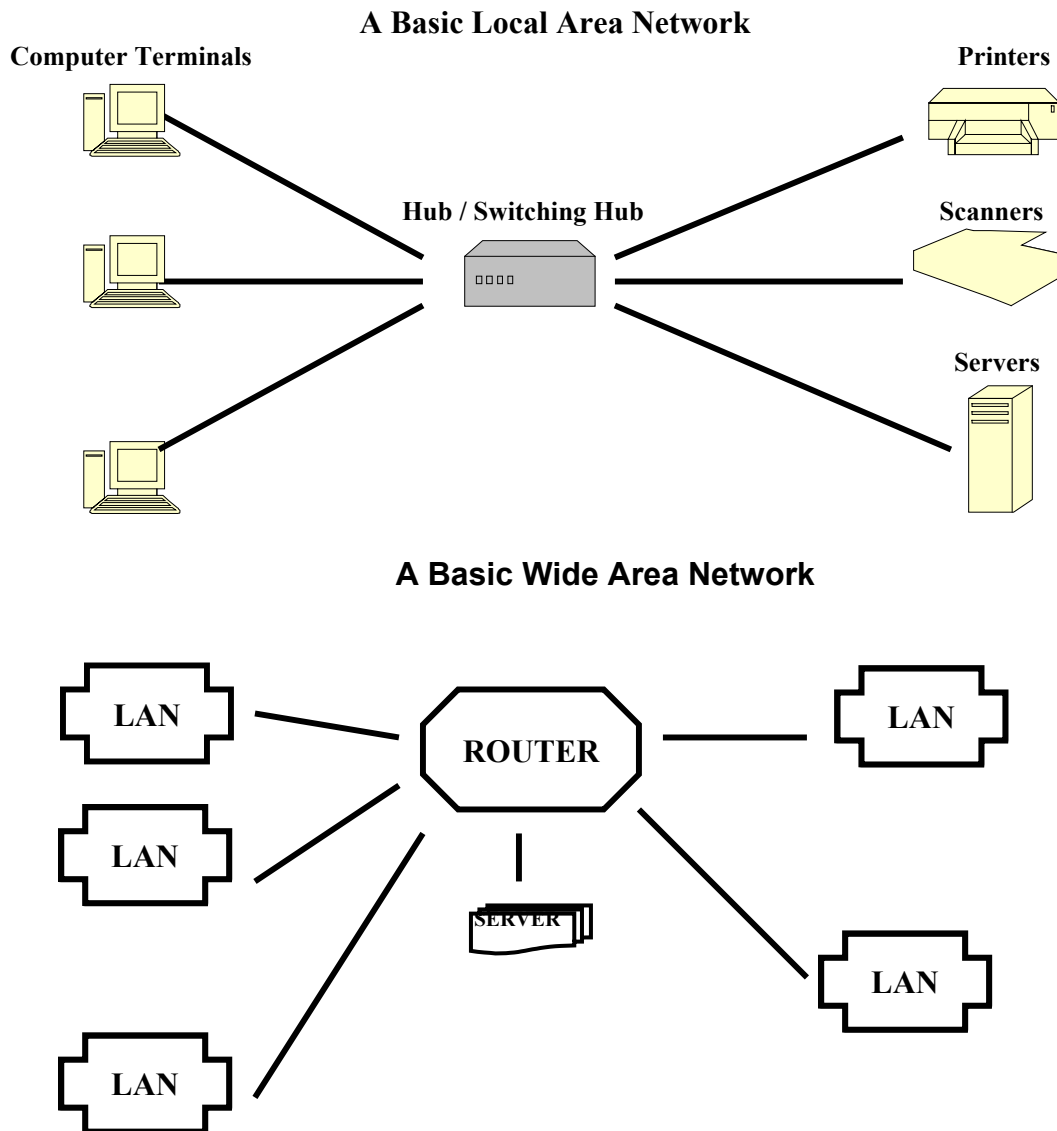 A Basic Local Area Network
Computer Terminals
Printers
Hub / Switching Hub
Scanners
Servers
A Basic Wide Area Network
LAN
LAN
ROUTER
LAN
SERVER
LAN
LAN